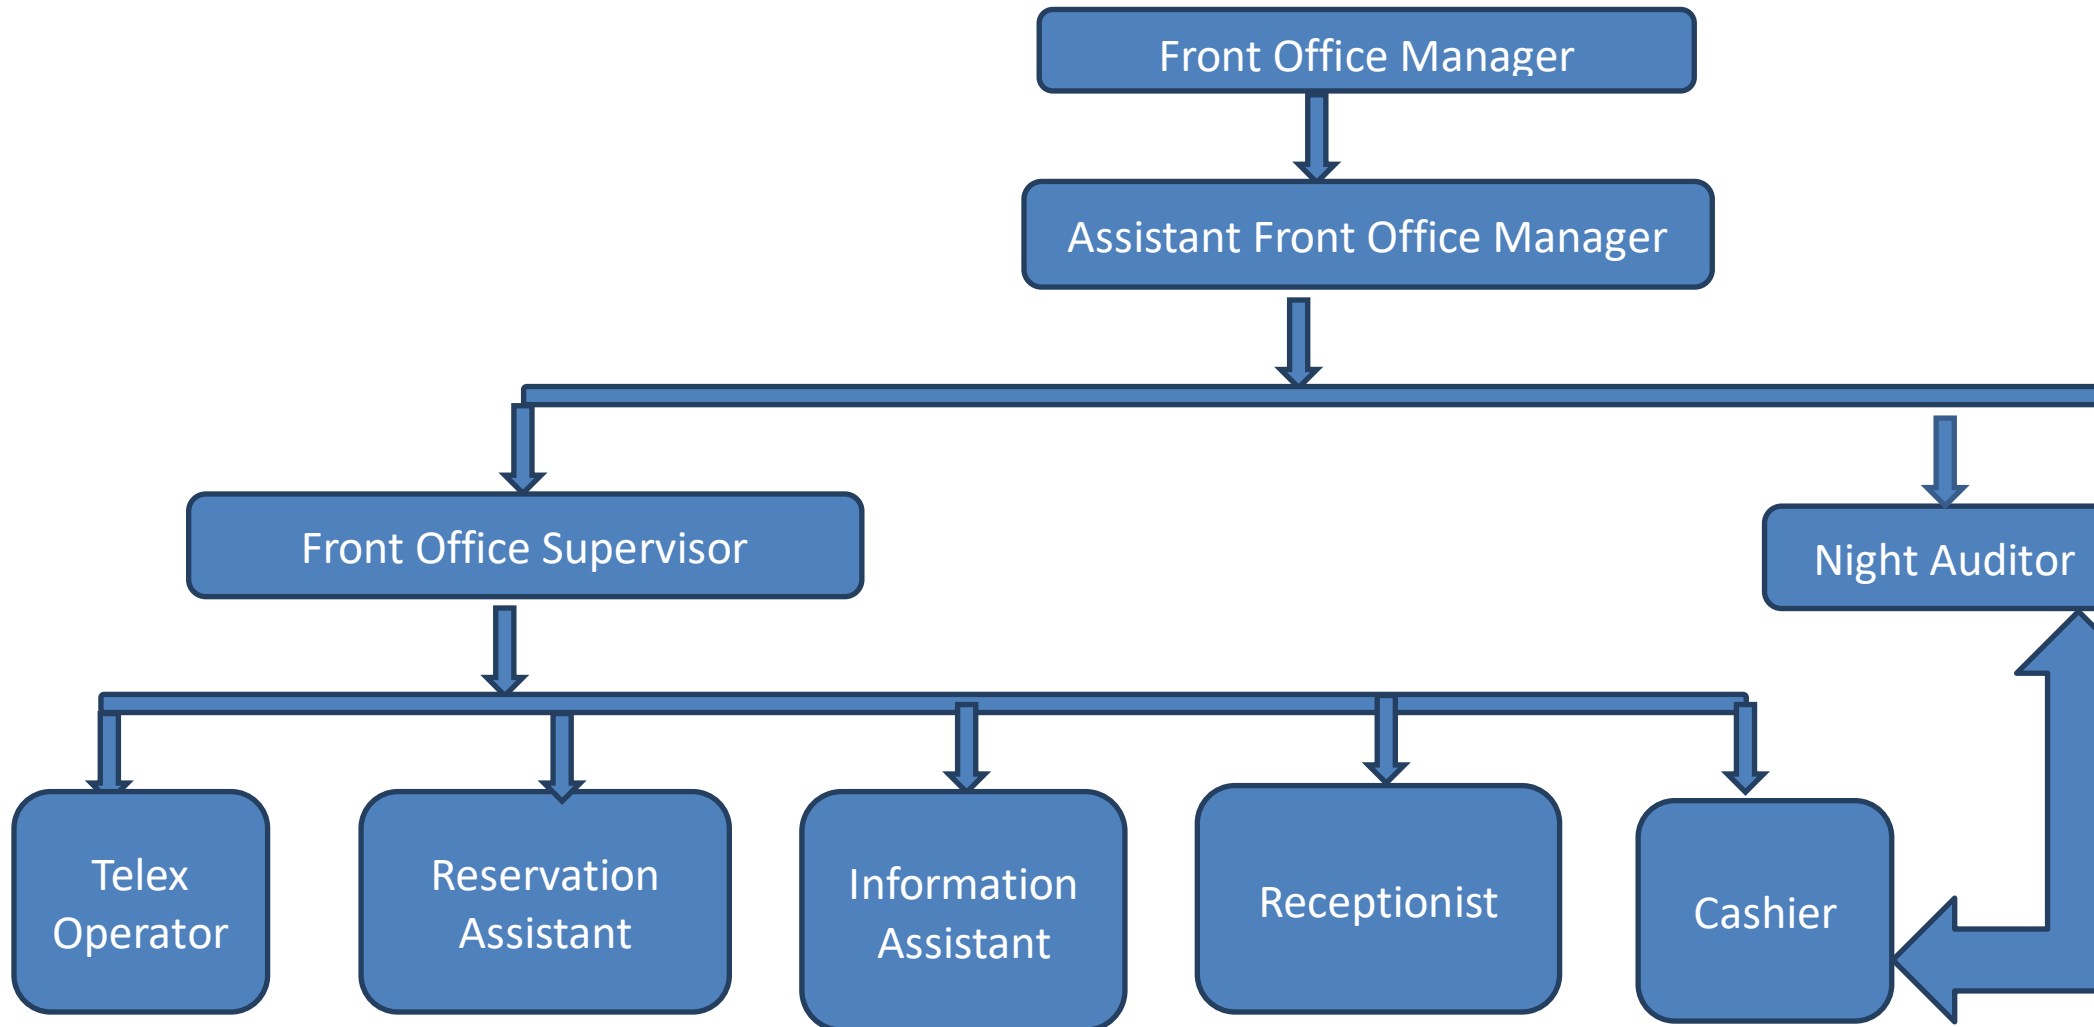 Front Office Manager
Assistant Front Office Manager
Front Office Supervisor
Night Auditor
Telex
Operator
Reservation
Assistant
Information
Assistant
Receptionist
Cashier